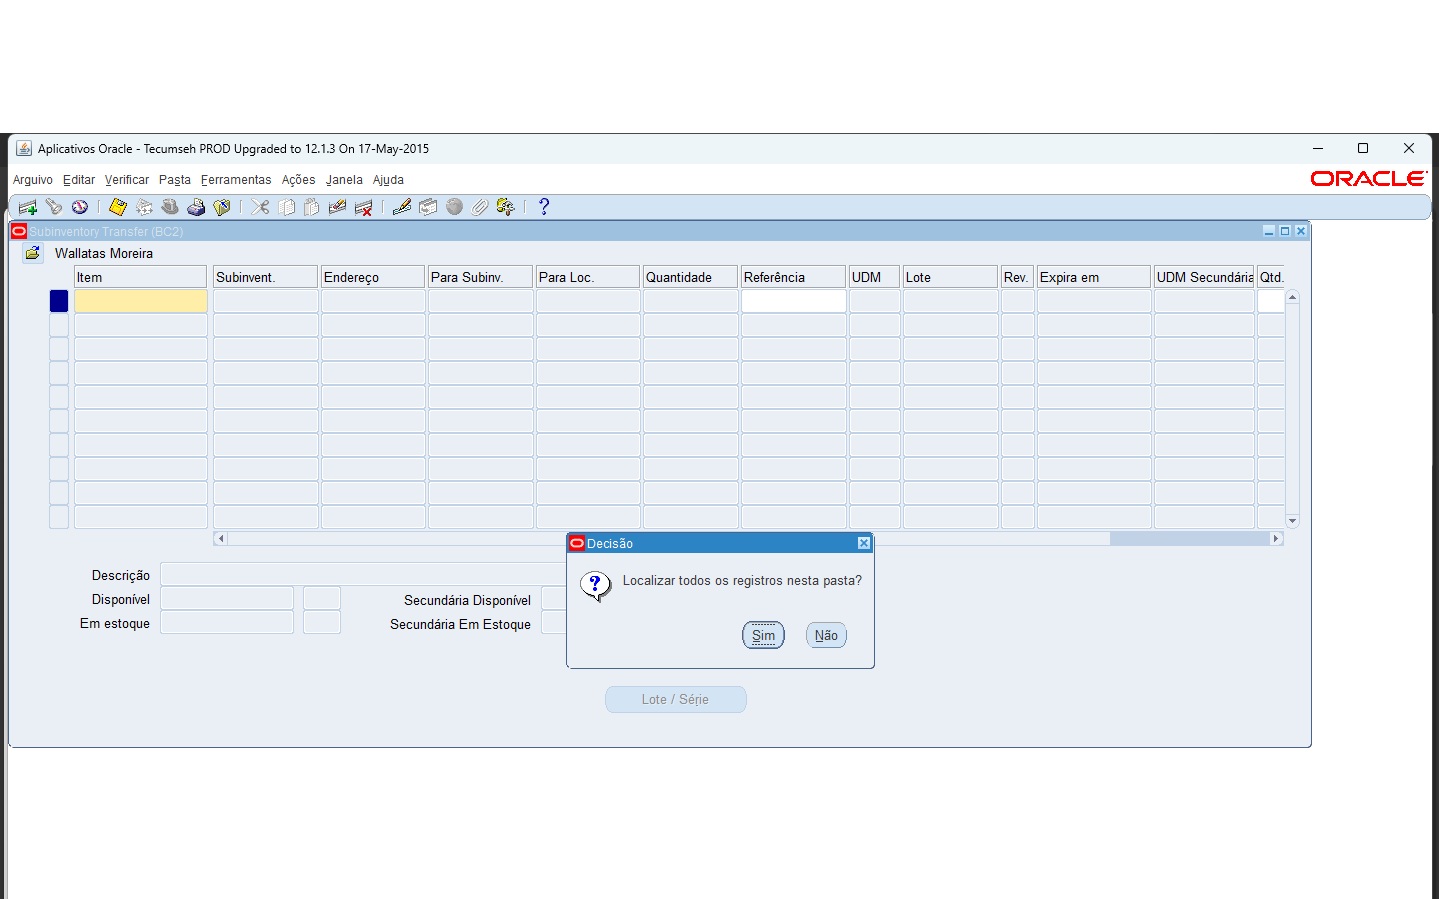 Aplicativos Oracle - Tecumseh PROD Upgraded to 12.1.3 On 17-May-2015
Arquivo Editar Verificar Pasta Ferramentas Ações Janela Ajuda
ORACLE
Subinventory Transfer (BC2)
Wallatas Moreira
Item Subinvent. Endereço Para Subinv. Para Loc. Quantidade Referência UDM Lote Rev. Expira em UDM Secundária Qtd.
Decisão
Localizar todos os registros nesta pasta?
Sim Não
Descrição
Disponível Secundária Disponível
Em estoque Secundária Em Estoque
Lote / Série